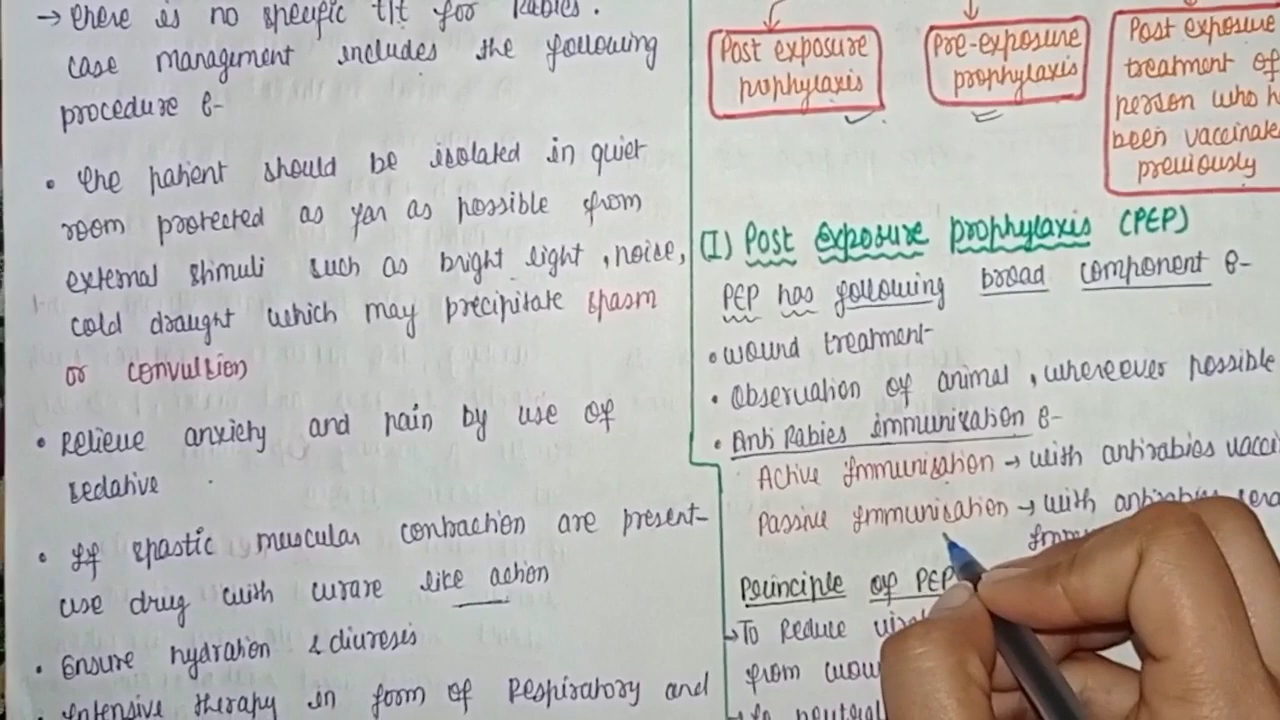 → there is no specific t/t for Rabies.
case management includes the following
procedure :-
• The patient should be isolated in quiet
room protected as far as possible from
external stimuli such as bright light, noise,
cold draught which may precipitate spasm
or convulsion
• Relieve anxiety and pain by use of
sedative
• If spastic muscular contraction are present
use drug with curare like action
• Ensure hydration & diuresis
• Intensive therapy in form of Respiratory and
Post exposure
prophylaxis
Pre-exposure
prophylaxis
Post exposure
treatment of
person who
been
previously
(I) Post exposure prophylaxis (PEP)
PEP has following broad component :-
• wound treatment
• Observation of animal, whereever possible
• Anti Rabies immunization :-
Active Immunisation → with antirabies
Passive Immunisation → with
Principle of PEP
→ To Reduce
from
→ To